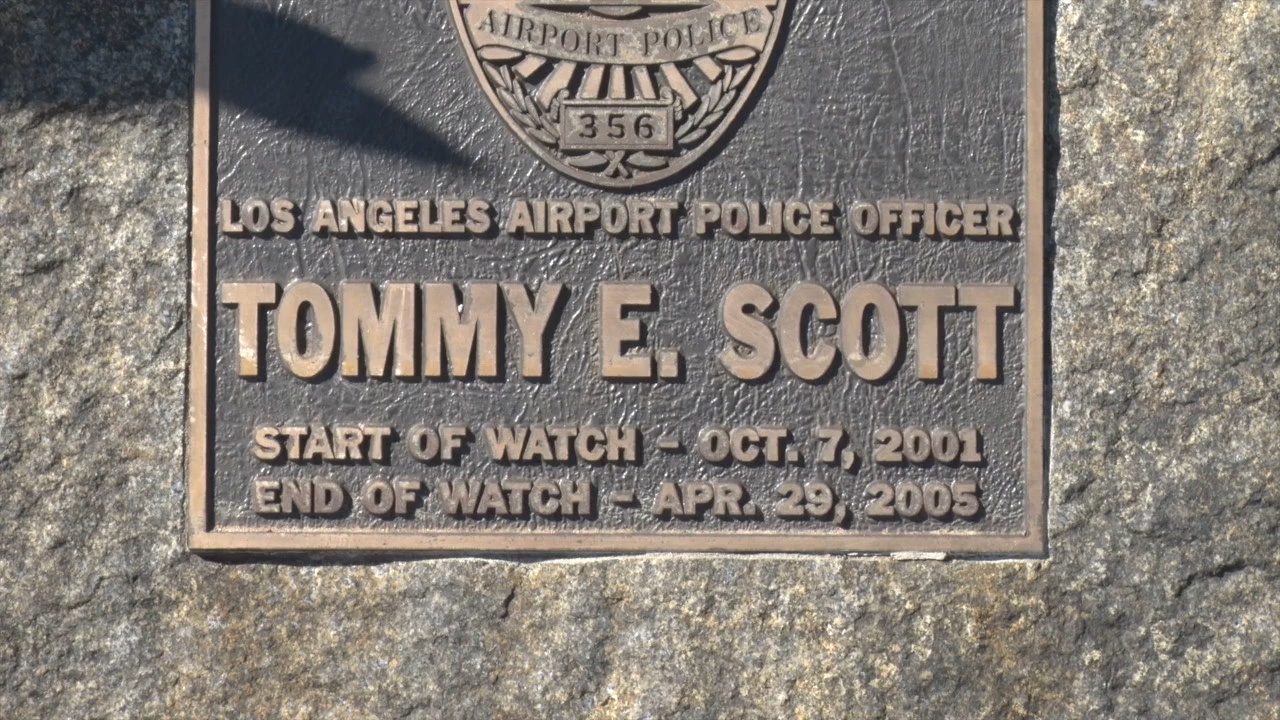 AIRPORT POLICE
356
LOS ANGELES AIRPORT POLICE OFFICER
TOMMY E. SCOTT
START OF WATCH - OCT. 7, 2001
END OF WATCH - APR. 29, 2005